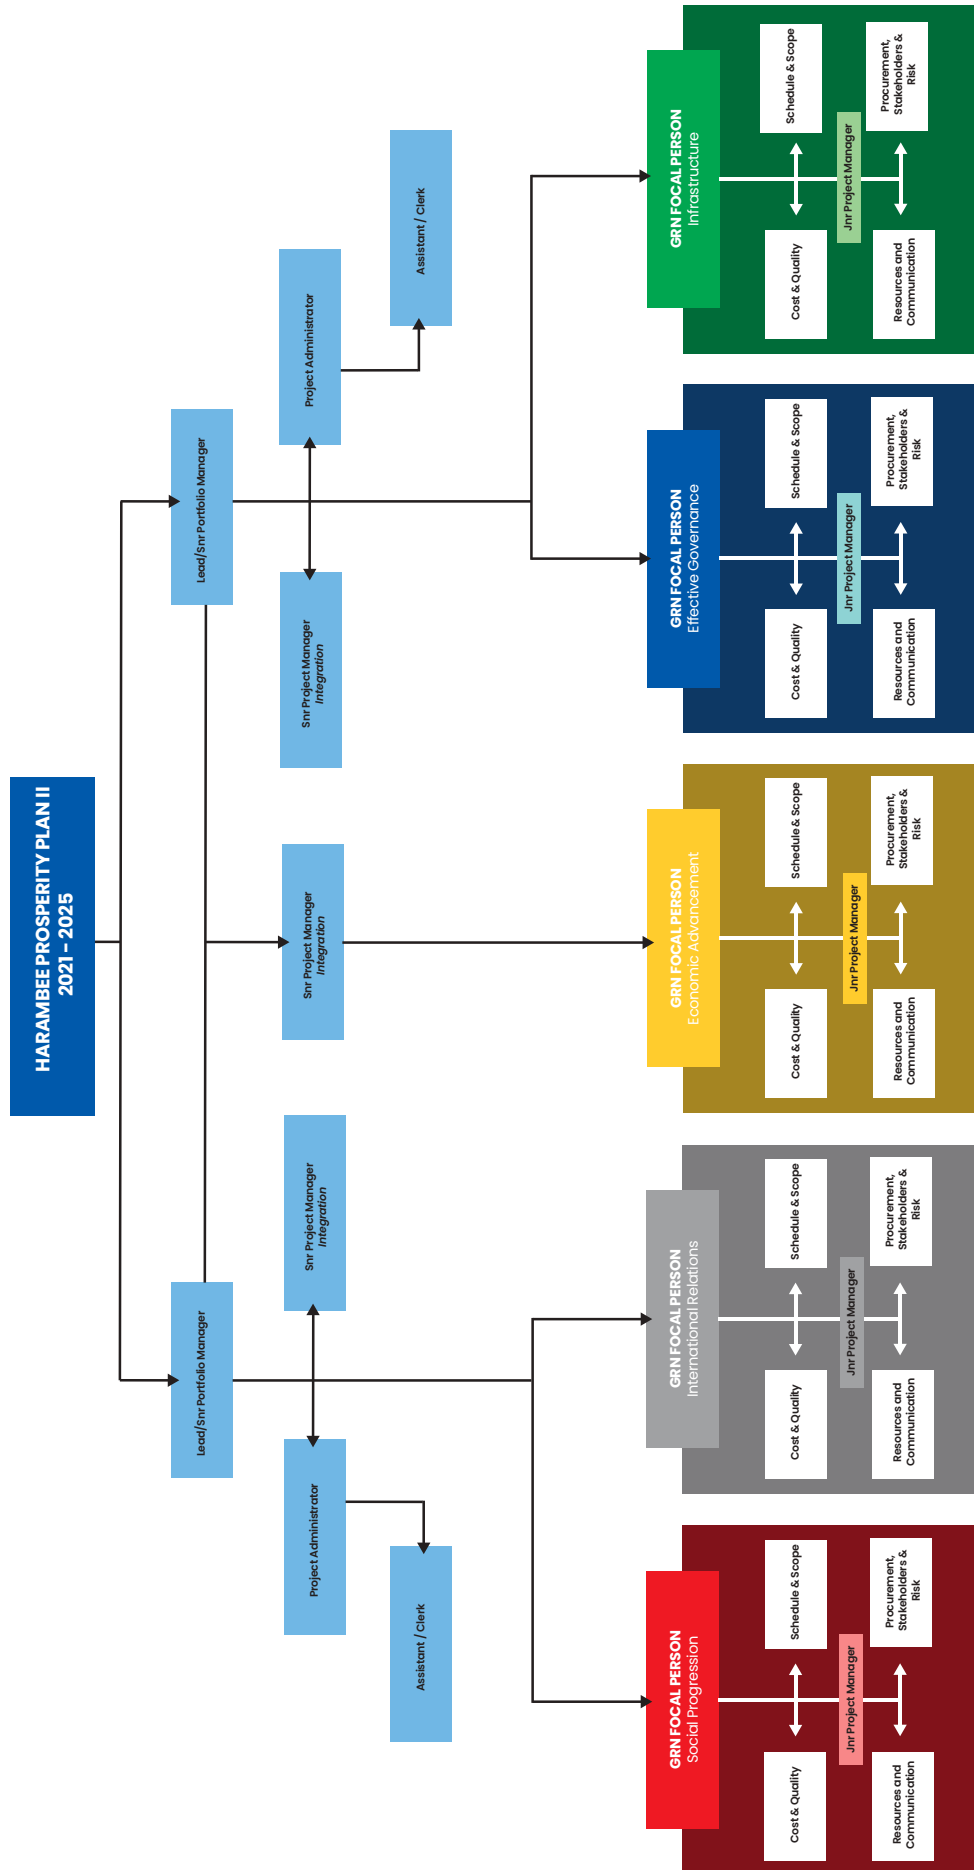 HARAMBEE PROSPERITY PLAN II
2021 – 2025
Lead/Snr Portfolio Manager
Lead/Snr Portfolio Manager
Project Administrator
Snr Project Manager
Integration
Snr Project Manager
Integration
Snr Project Manager
Integration
Project Administrator
Assistant / Clerk
Assistant / Clerk
GRN FOCAL PERSON
Social Progression
Cost & Quality
Schedule & Scope
Jnr Project Manager
Resources and
Communication
Procurement,
Stakeholders &
Risk
GRN FOCAL PERSON
International Relations
Cost & Quality
Schedule & Scope
Jnr Project Manager
Resources and
Communication
Procurement,
Stakeholders &
Risk
GRN FOCAL PERSON
Economic Advancement
Cost & Quality
Schedule & Scope
Jnr Project Manager
Resources and
Communication
Procurement,
Stakeholders &
Risk
GRN FOCAL PERSON
Effective Governance
Cost & Quality
Schedule & Scope
Jnr Project Manager
Resources and
Communication
Procurement,
Stakeholders &
Risk
GRN FOCAL PERSON
Infrastructure
Cost & Quality
Schedule & Scope
Jnr Project Manager
Resources and
Communication
Procurement,
Stakeholders &
Risk